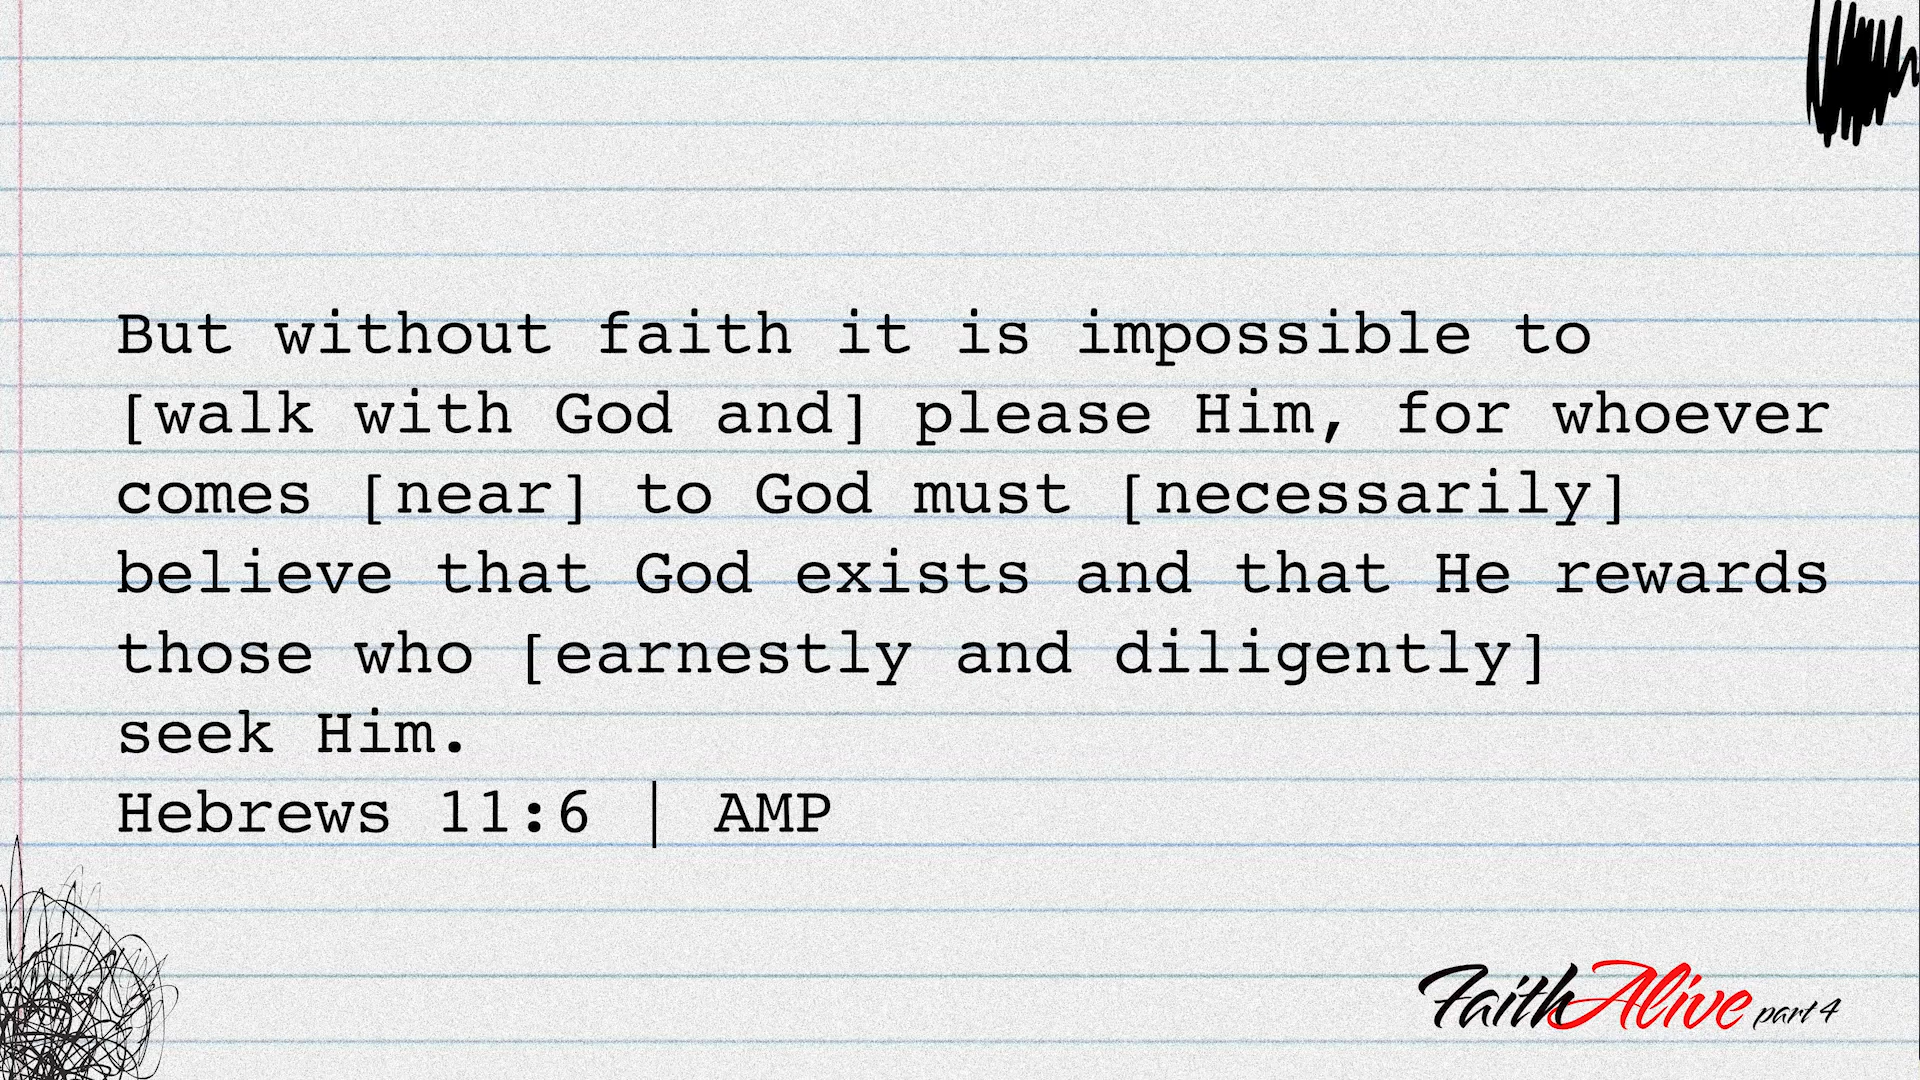 But without faith it is impossible to
[walk with God and] please Him, for whoever
comes [near] to God must [necessarily]
believe that God exists and that He rewards
those who [earnestly and diligently]
seek Him.
Hebrews 11:6 | AMP
FaithAlive part 4